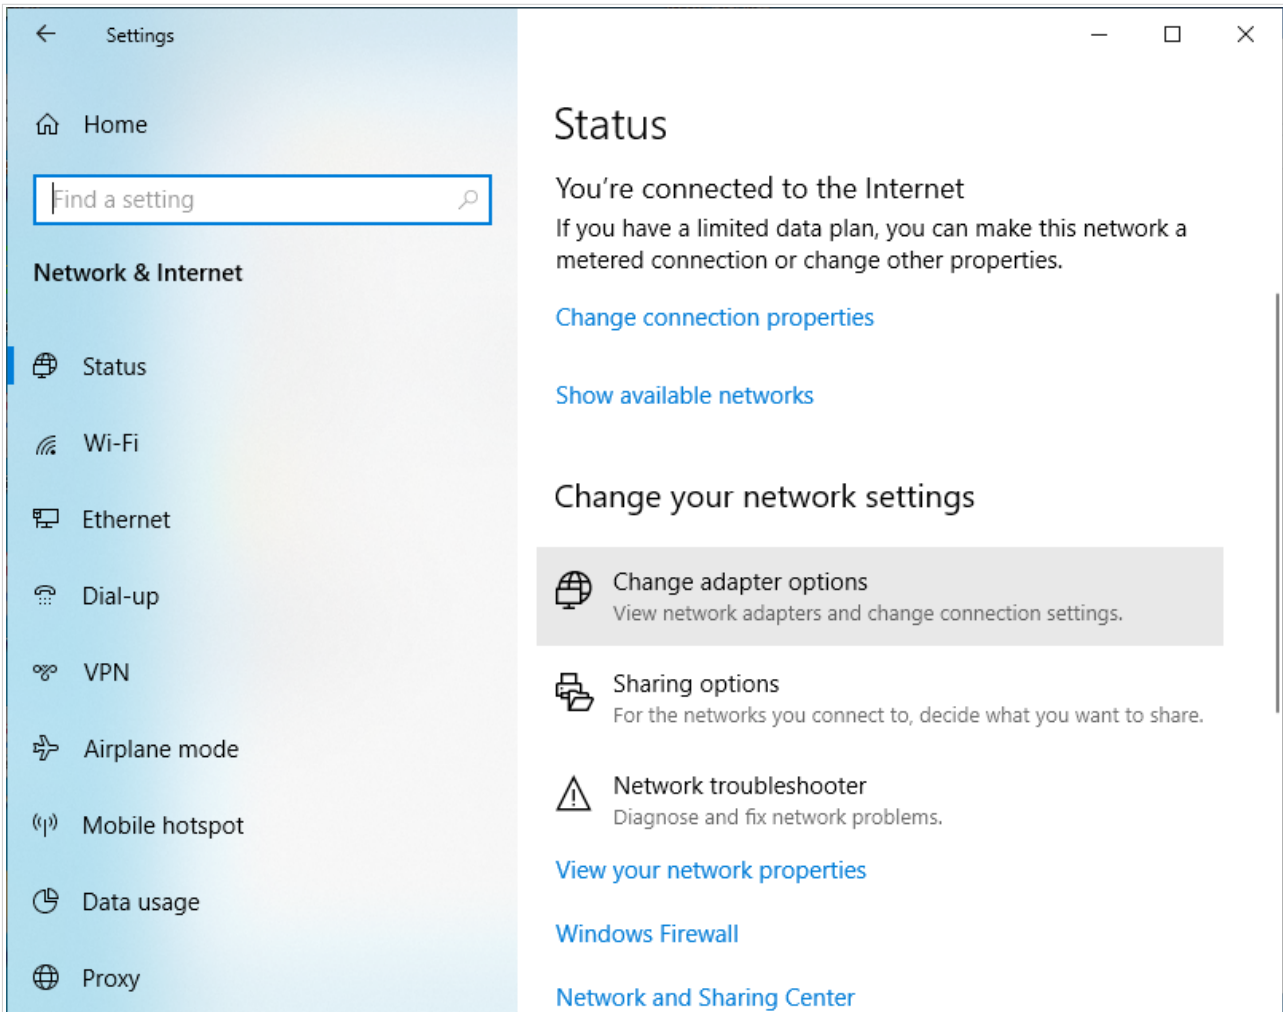 Settings
Home
Find a setting
Network & Internet
Status
Wi-Fi
Ethernet
Dial-up
VPN
Airplane mode
Mobile hotspot
Data usage
Proxy
Status
You're connected to the Internet
If you have a limited data plan, you can make this network a
metered connection or change other properties.
Change connection properties
Show available networks
Change your network settings
Change adapter options
View network adapters and change connection settings.
Sharing options
For the networks you connect to, decide what you want to share.
Network troubleshooter
Diagnose and fix network problems.
View your network properties
Windows Firewall
Network and Sharing Center